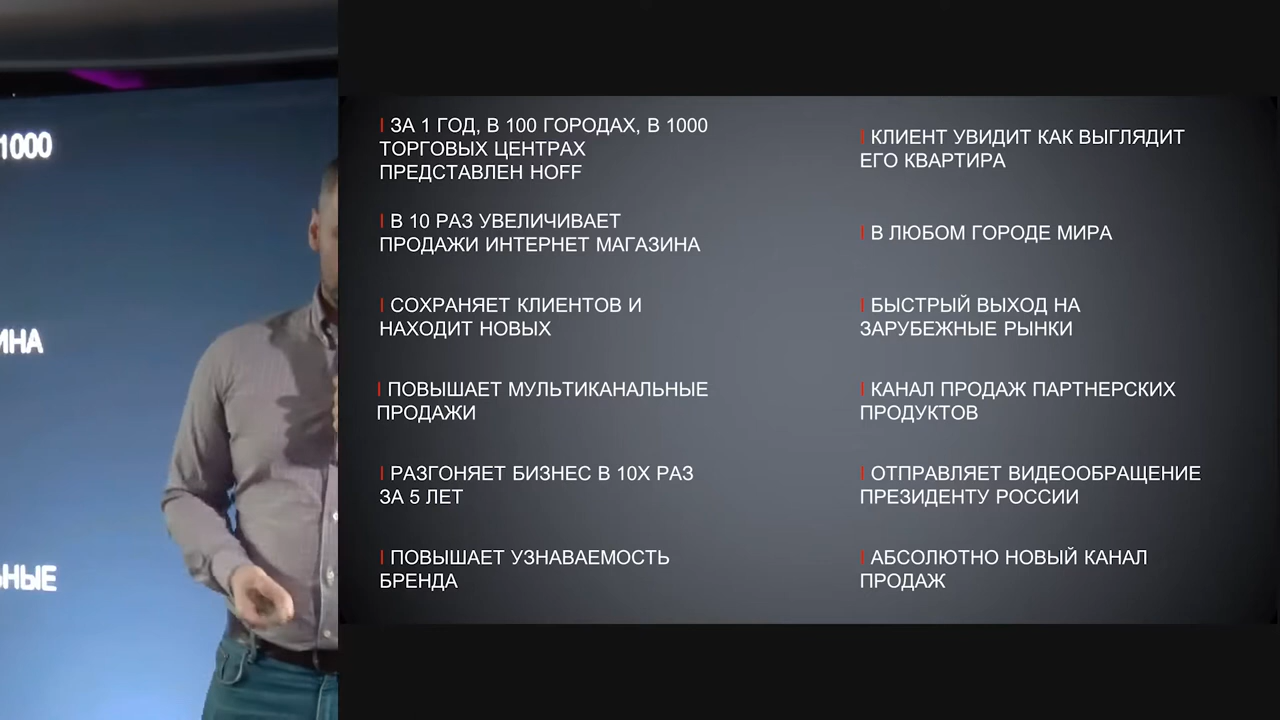 1000
ЗА 1 ГОД, В 100 ГОРОДАХ, В 1000
ТОРГОВЫХ ЦЕНТРАХ
ПРЕДСТАВЛЕН HOFF
В 10 РАЗ УВЕЛИЧИВАЕТ
ПРОДАЖИ ИНТЕРНЕТ МАГАЗИНА
СОХРАНЯЕТ КЛИЕНТОВ И
НАХОДИТ НОВЫХ
ПОВЫШАЕТ МУЛЬТИКАНАЛЬНЫЕ
ПРОДАЖИ
РАЗГОНЯЕТ БИЗНЕС В 10Х РАЗ
ЗА 5 ЛЕТ
ПОВЫШАЕТ УЗНАВАЕМОСТЬ
БРЕНДА
КЛИЕНТ УВИДИТ КАК ВЫГЛЯДИТ
ЕГО КВАРТИРА
В ЛЮБОМ ГОРОДЕ МИРА
БЫСТРЫЙ ВЫХОД НА
ЗАРУБЕЖНЫЕ РЫНКИ
КАНАЛ ПРОДАЖ ПАРТНЕРСКИХ
ПРОДУКТОВ
ОТПРАВЛЯЕТ ВИДЕООБРАЩЕНИЕ
ПРЕЗИДЕНТУ РОССИИ
АБСОЛЮТНО НОВЫЙ КАНАЛ
ПРОДАЖ